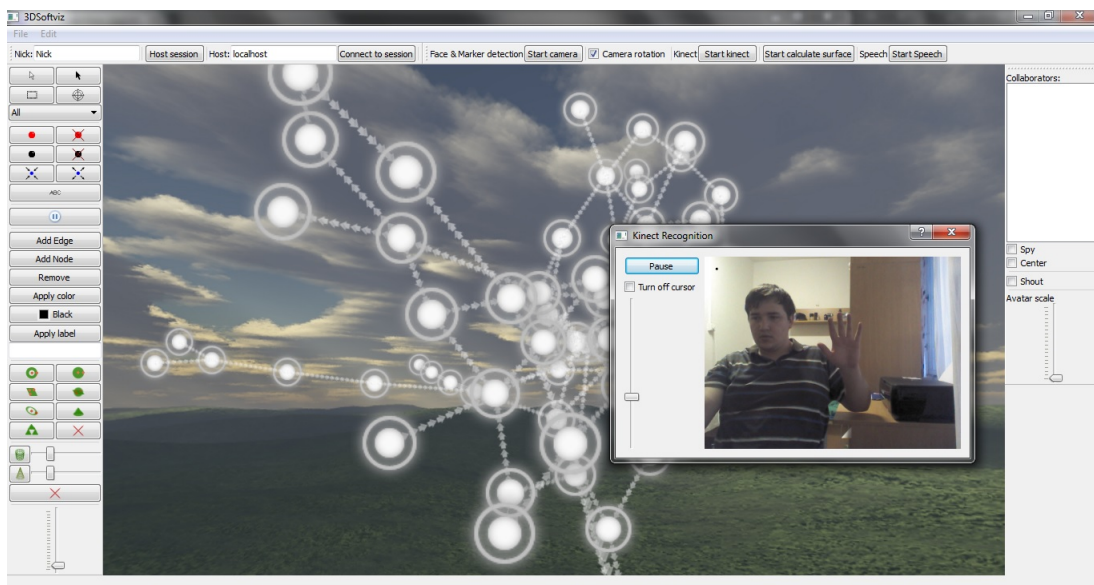 3DSoftviz
File Edit
Nick: Nick Host session Host: localhost Connect to session Face & Marker detection Start camera Camera rotation Kinect Start kinect Start calculate surface Speech Start Speech
All
ABC
Add Edge
Add Node
Remove
Apply color
Black
Apply label
Kinect Recognition
Pause
Turn off cursor
Collaborators:
Spy
Center
Shout
Avatar scale